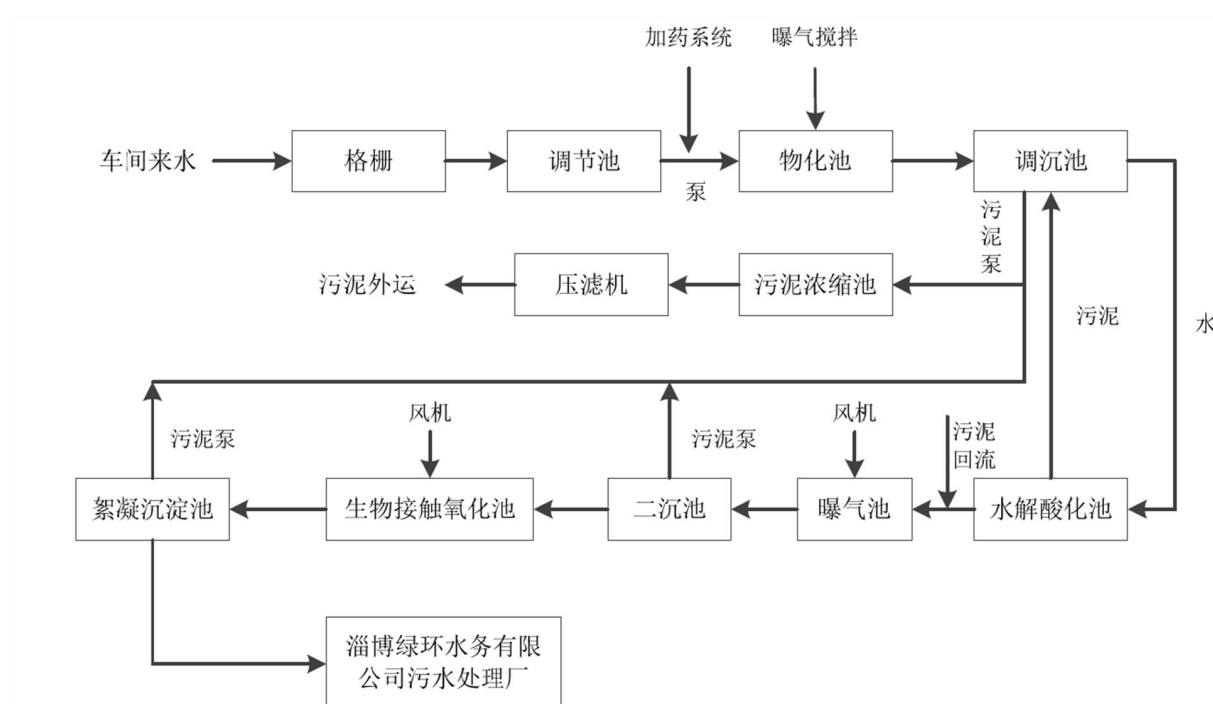 加药系统
曝气搅拌
车间来水
格栅
调节池
泵
物化池
调沉池
污
泥
泵
污泥外运
压滤机
污泥浓缩池
污泥
水
污泥泵
风机
污泥泵
风机
污泥
回流
絮凝沉淀池
生物接触氧化池
二沉池
曝气池
水解酸化池
淄博绿环水务有限
公司污水处理厂